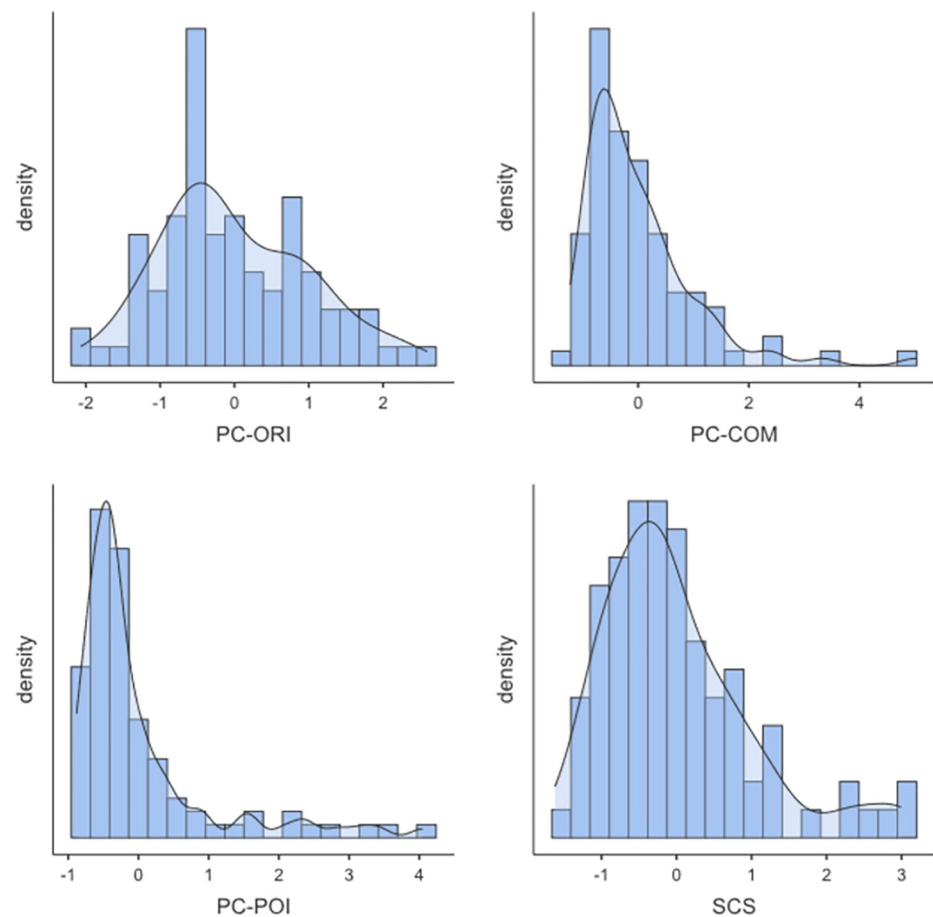 density
-2 -1 0 1 2
PC-ORI
density
0 2 4
PC-COM
density
-1 0 1 2 3 4
PC-POI
density
-1 0 1 2 3
SCS